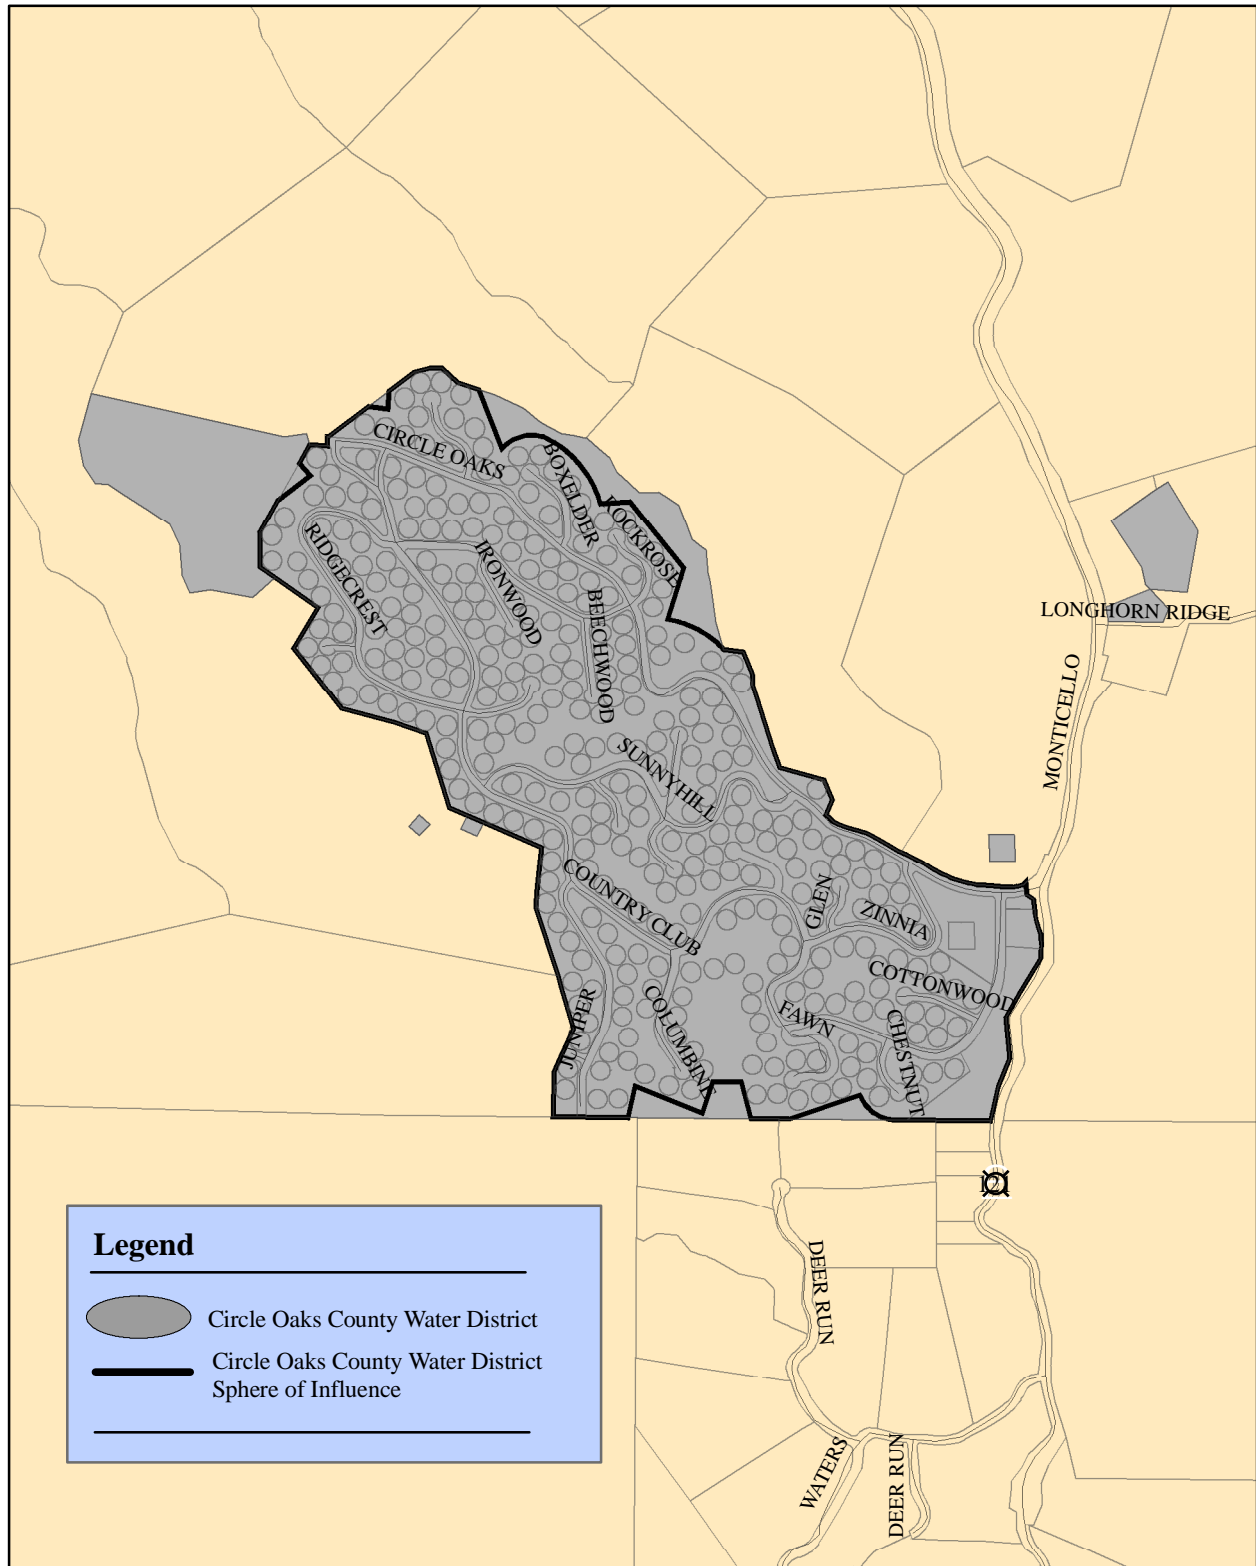 CIRCLE OAKS
BOXELDER
ROCKROSE
RIDGECREST
IRONWOOD
BEECHWOOD
LONGHORN RIDGE
MONTICELLO
SUNNYHILL
COUNTRY CLUB
GLEN
ZINNIA
COTTONWOOD
JUNIPER
COLUMBINE
FAWN
CHESTNUT
121
DEER RUN
WATERS
DEER RUN
Legend
Circle Oaks County Water District
Circle Oaks County Water District
Sphere of Influence